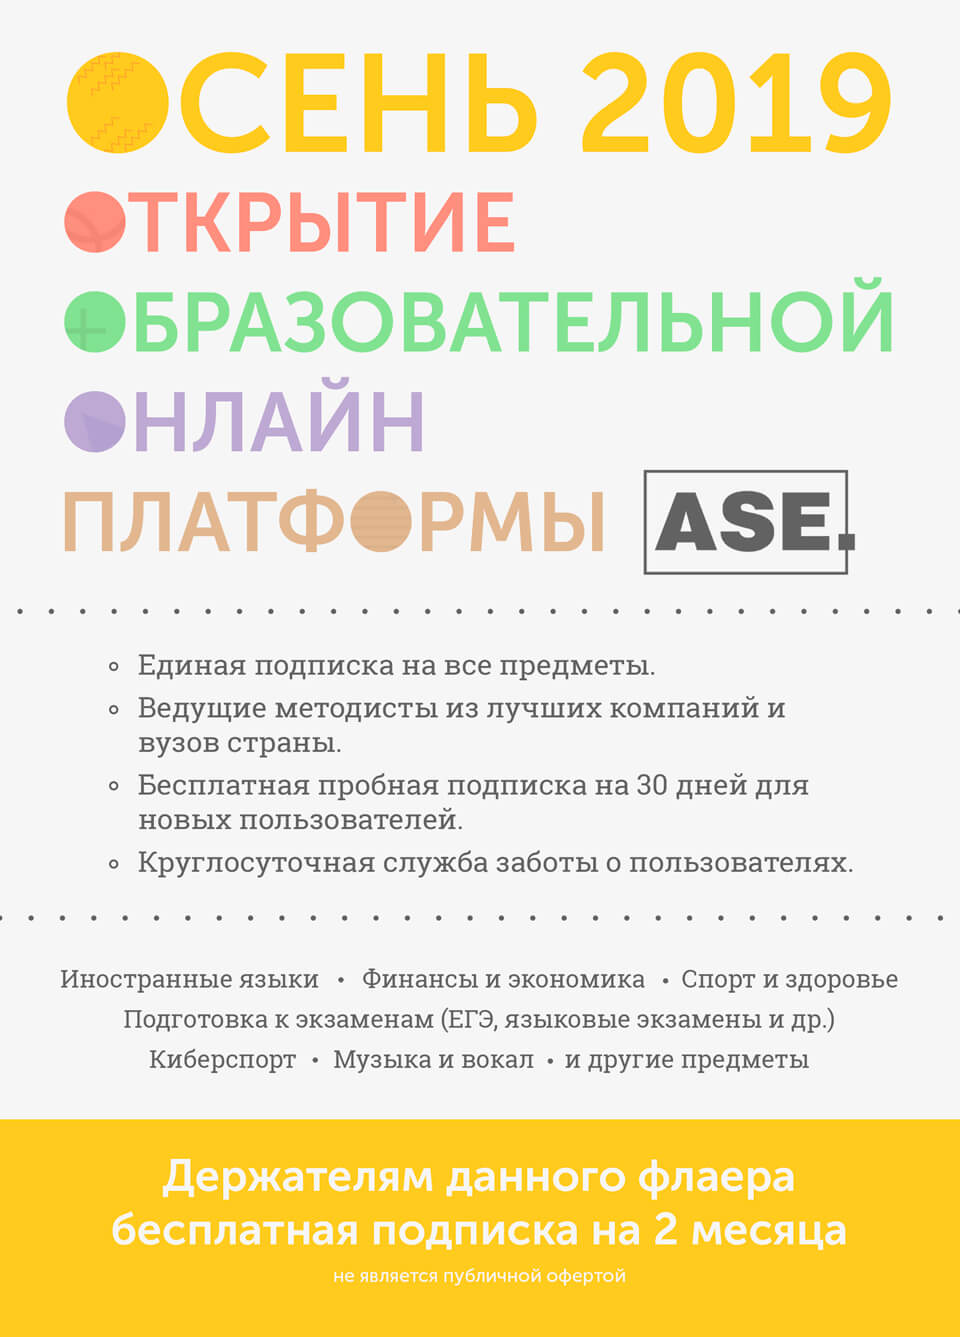 ОСЕНЬ 2019
ОТКРЫТИЕ
ОБРАЗОВАТЕЛЬНОЙ
ОНЛАЙН
ПЛАТФОРМЫ ASE.
Единая подписка на все предметы.
Ведущие методисты из лучших компаний и
вузов страны.
Бесплатная пробная подписка на 30 дней для
новых пользователей.
Круглосуточная служба заботы о пользователях.
Иностранные языки • Финансы и экономика • Спорт и здоровье
Подготовка к экзаменам (ЕГЭ, языковые экзамены и др.)
Киберспорт • Музыка и вокал • и другие предметы
Держателям данного флаера
бесплатная подписка на 2 месяца
не является публичной офертой